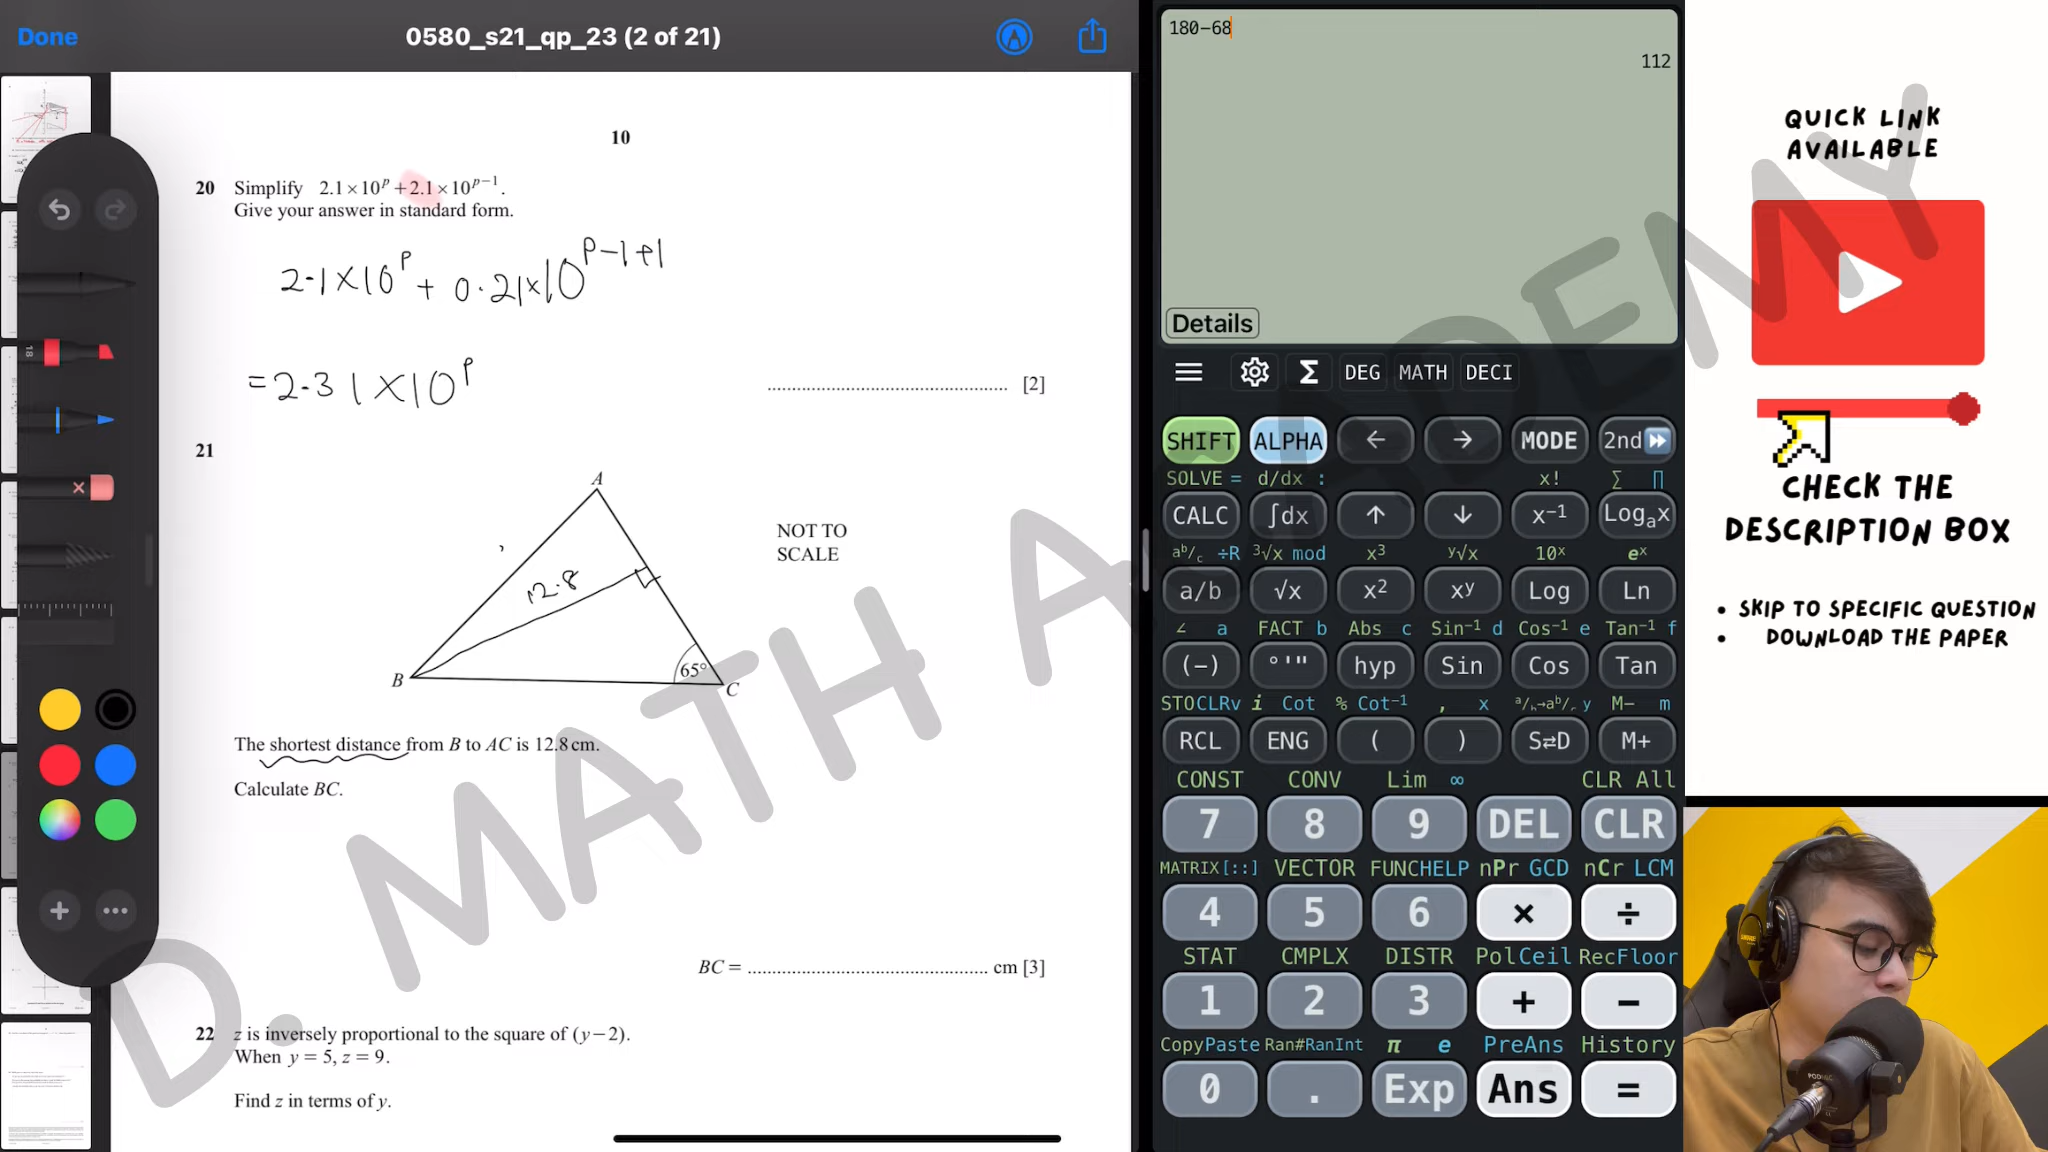 Done
0580_s21_qp_23 (2 of 21)
10
20 Simplify 2.1 × 10^p + 2.1 × 10^{p−1}.
Give your answer in standard form.
2.1×10^p + 0.21×10^{p−1+1}
=2.31×10^p
[2]
21
A
NOT TO
SCALE
12.8
65°
B
C
The shortest distance from B to AC is 12.8 cm.
Calculate BC.
BC = ................................................ cm [3]
22 z is inversely proportional to the square of (y−2).
When y = 5, z = 9.
Find z in terms of y.
D. MATH ACADEMY
18
180−68
112
Details
DEG MATH DECI
SHIFT ALPHA ← → MODE 2nd
SOLVE = d/dx : x! ∑ ∏
CALC ∫dx ↑ ↓ x⁻¹ Logₐx
aᵇ/c ÷R ³√x mod x³ ʸ√x 10ˣ eˣ
a/b √x x² xʸ Log Ln
∠ a FACT b Abs c Sin⁻¹ d Cos⁻¹ e Tan⁻¹ f
(−) °'" hyp Sin Cos Tan
STO CLRv i Cot % Cot⁻¹ , x y M− m
RCL ENG ( ) S⇄D M+
CONST CONV Lim ∞ CLR All
7 8 9 DEL CLR
MATRIX[::] VECTOR FUNC HELP nPr GCD nCr LCM
4 5 6 × ÷
STAT CMPLX DISTR Pol Ceil Rec Floor
1 2 3 + −
Copy Paste Ran# RanInt π e PreAns History
0 . Exp Ans =
QUICK LINK
AVAILABLE
CHECK THE
DESCRIPTION BOX
• SKIP TO SPECIFIC QUESTION
• DOWNLOAD THE PAPER